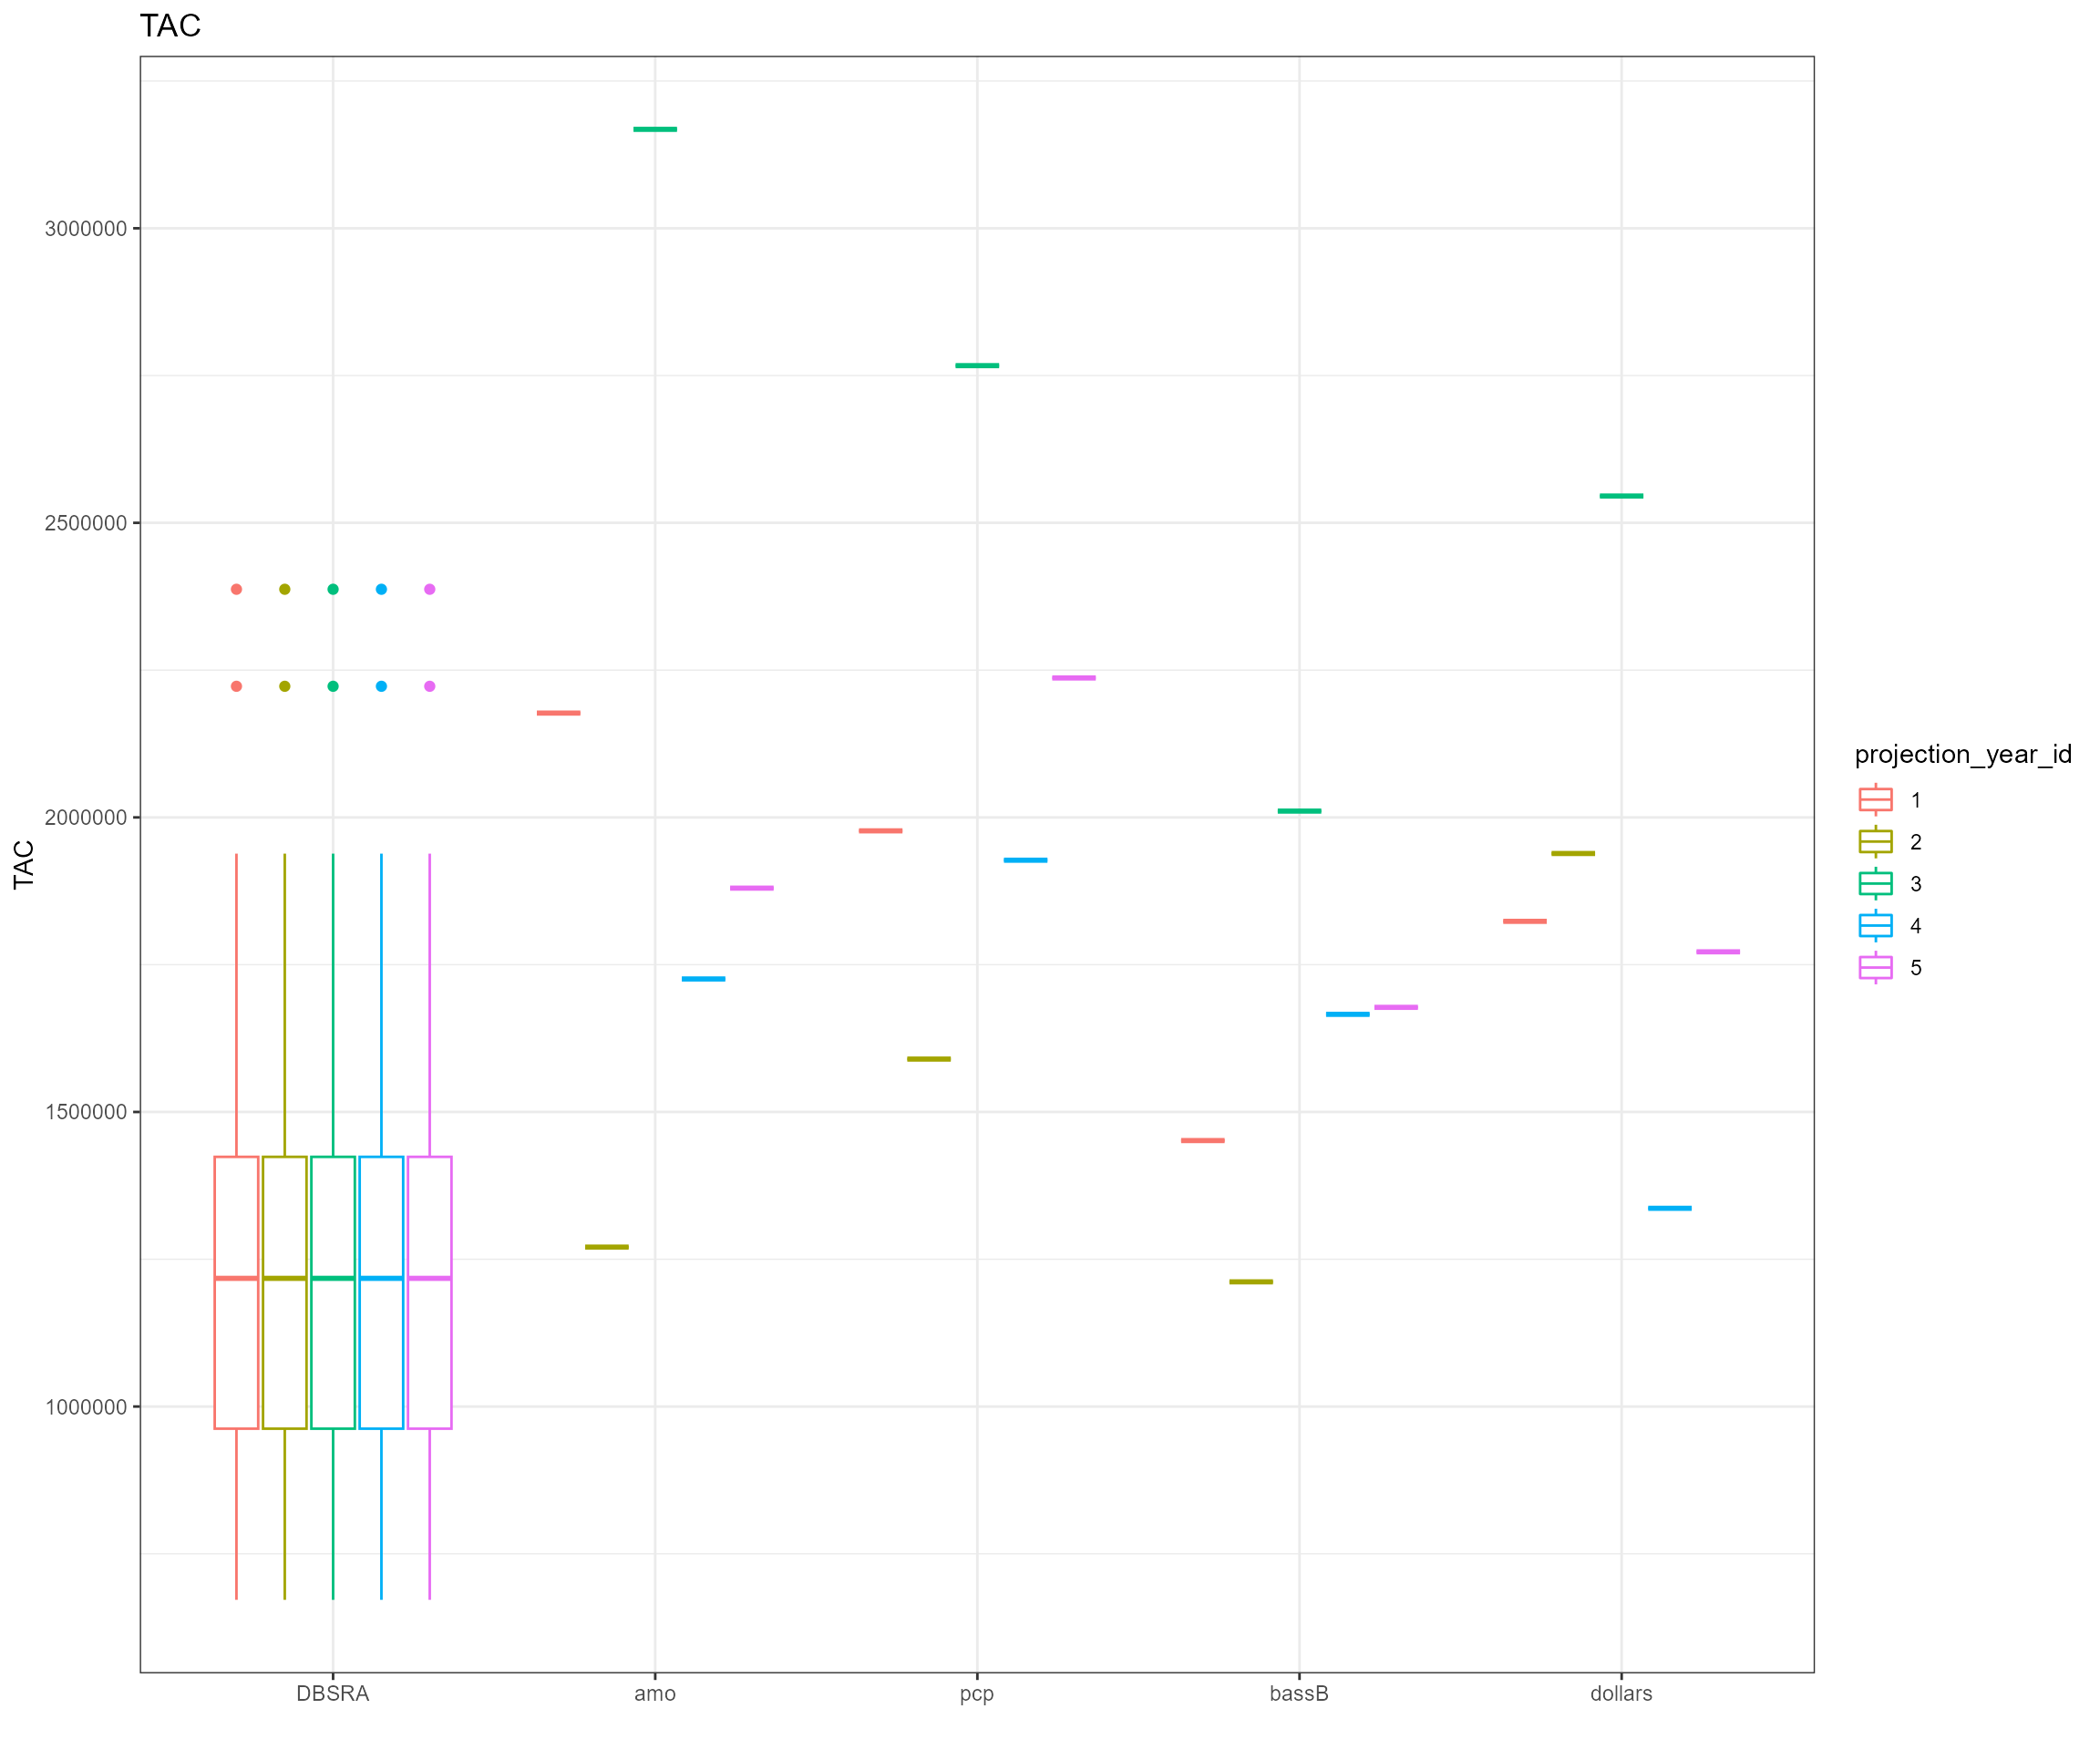 TAC
TAC
3000000
2500000
2000000
1500000
1000000
DBSRA
amo
pcp
bassB
dollars
projection_year_id
1
2
3
4
5